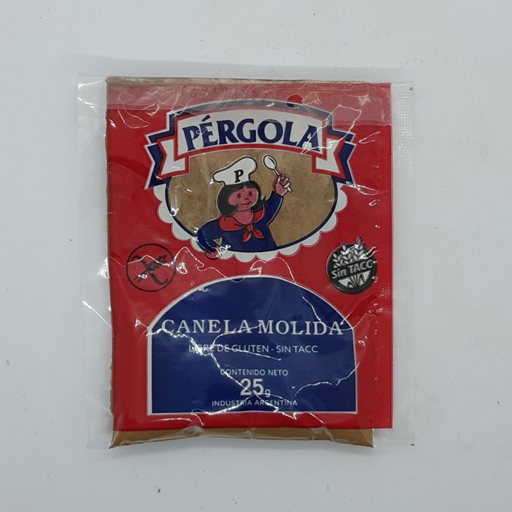 PÉRGOLA
P
Sin TACC
CANELA MOLIDA
LIBRE DE GLUTEN - SIN TACC
CONTENIDO NETO
25g
INDUSTRIA ARGENTINA